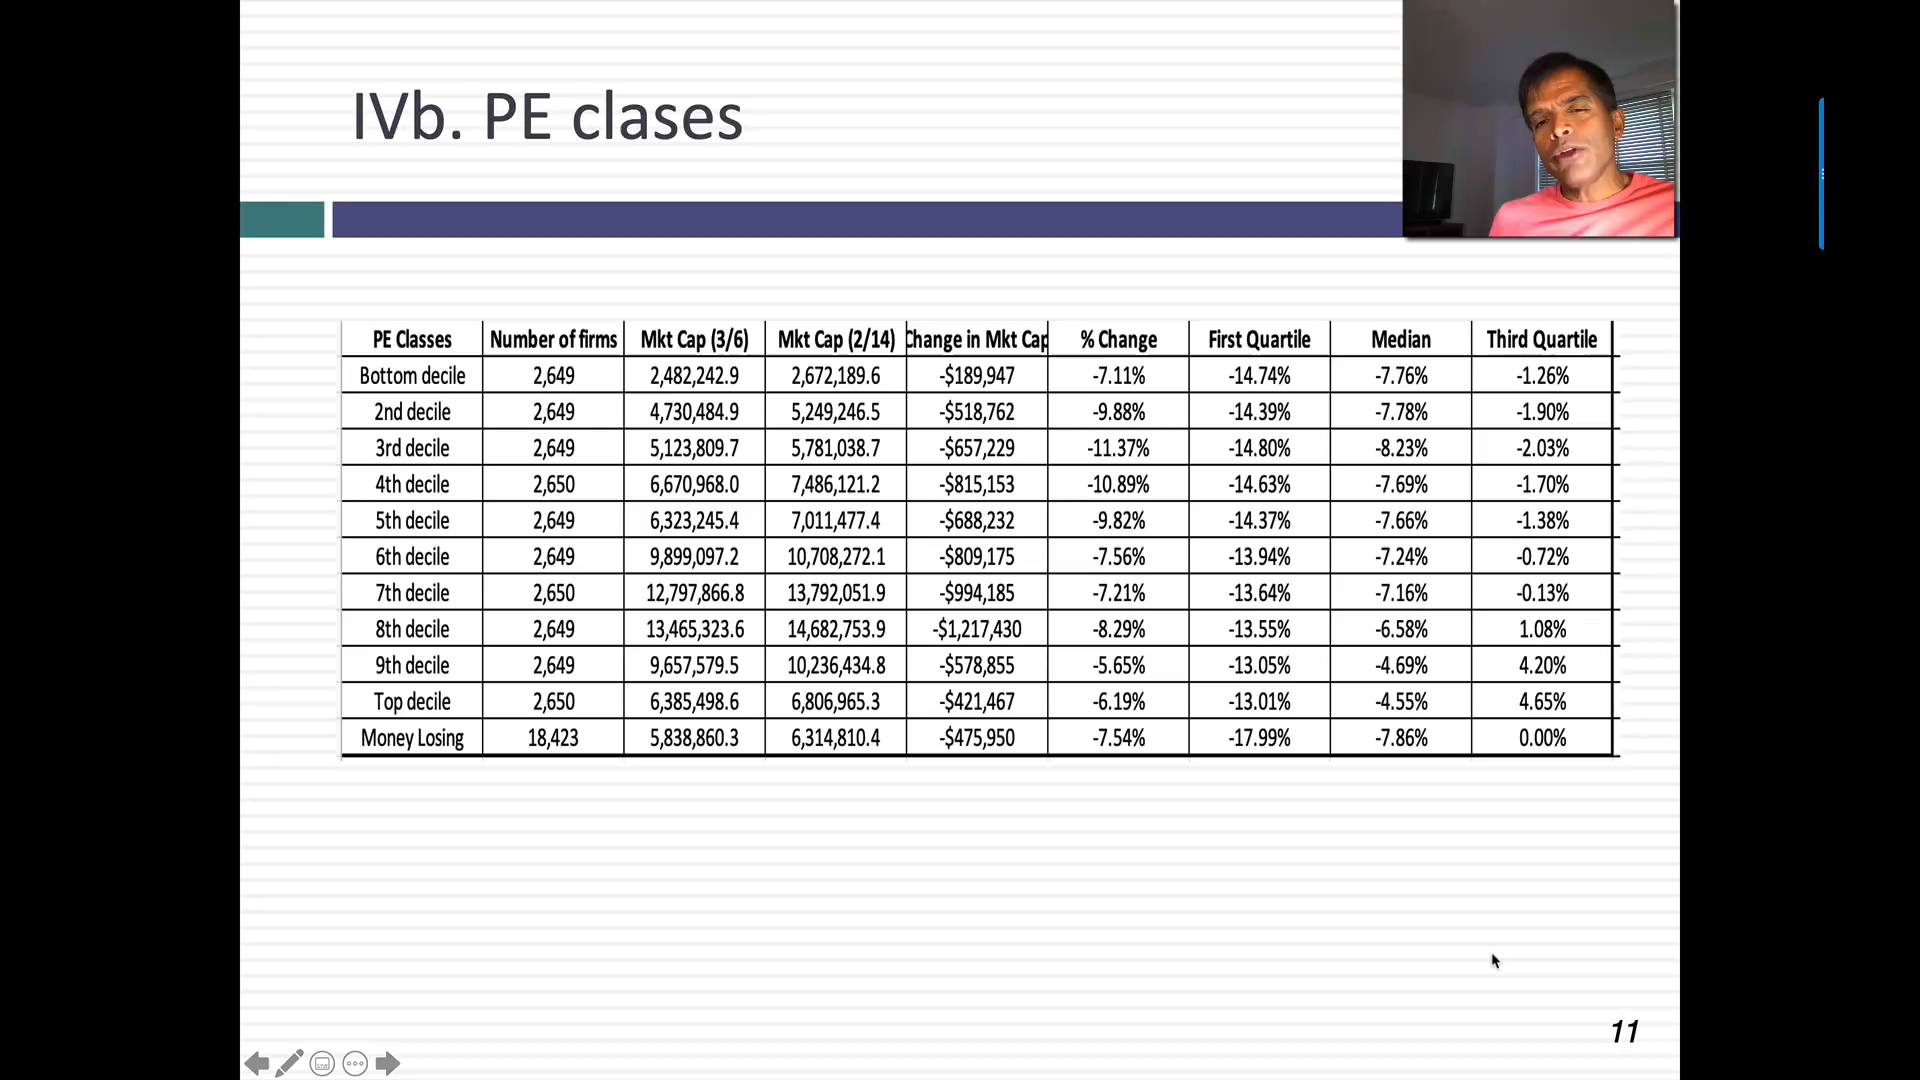 IVb. PE clases
PE Classes Number of firms Mkt Cap (3/6) Mkt Cap (2/14) Change in Mkt Cap % Change First Quartile Median Third Quartile
Bottom decile 2,649 2,482,242.9 2,672,189.6 -$189,947 -7.11% -14.74% -7.76% -1.26%
2nd decile 2,649 4,730,484.9 5,249,246.5 -$518,762 -9.88% -14.39% -7.78% -1.90%
3rd decile 2,649 5,123,809.7 5,781,038.7 -$657,229 -11.37% -14.80% -8.23% -2.03%
4th decile 2,650 6,670,968.0 7,486,121.2 -$815,153 -10.89% -14.63% -7.69% -1.70%
5th decile 2,649 6,323,245.4 7,011,477.4 -$688,232 -9.82% -14.37% -7.66% -1.38%
6th decile 2,649 9,899,097.2 10,708,272.1 -$809,175 -7.56% -13.94% -7.24% -0.72%
7th decile 2,650 12,797,866.8 13,792,051.9 -$994,185 -7.21% -13.64% -7.16% -0.13%
8th decile 2,649 13,465,323.6 14,682,753.9 -$1,217,430 -8.29% -13.55% -6.58% 1.08%
9th decile 2,649 9,657,579.5 10,236,434.8 -$578,855 -5.65% -13.05% -4.69% 4.20%
Top decile 2,650 6,385,498.6 6,806,965.3 -$421,467 -6.19% -13.01% -4.55% 4.65%
Money Losing 18,423 5,838,860.3 6,314,810.4 -$475,950 -7.54% -17.99% -7.86% 0.00%
11